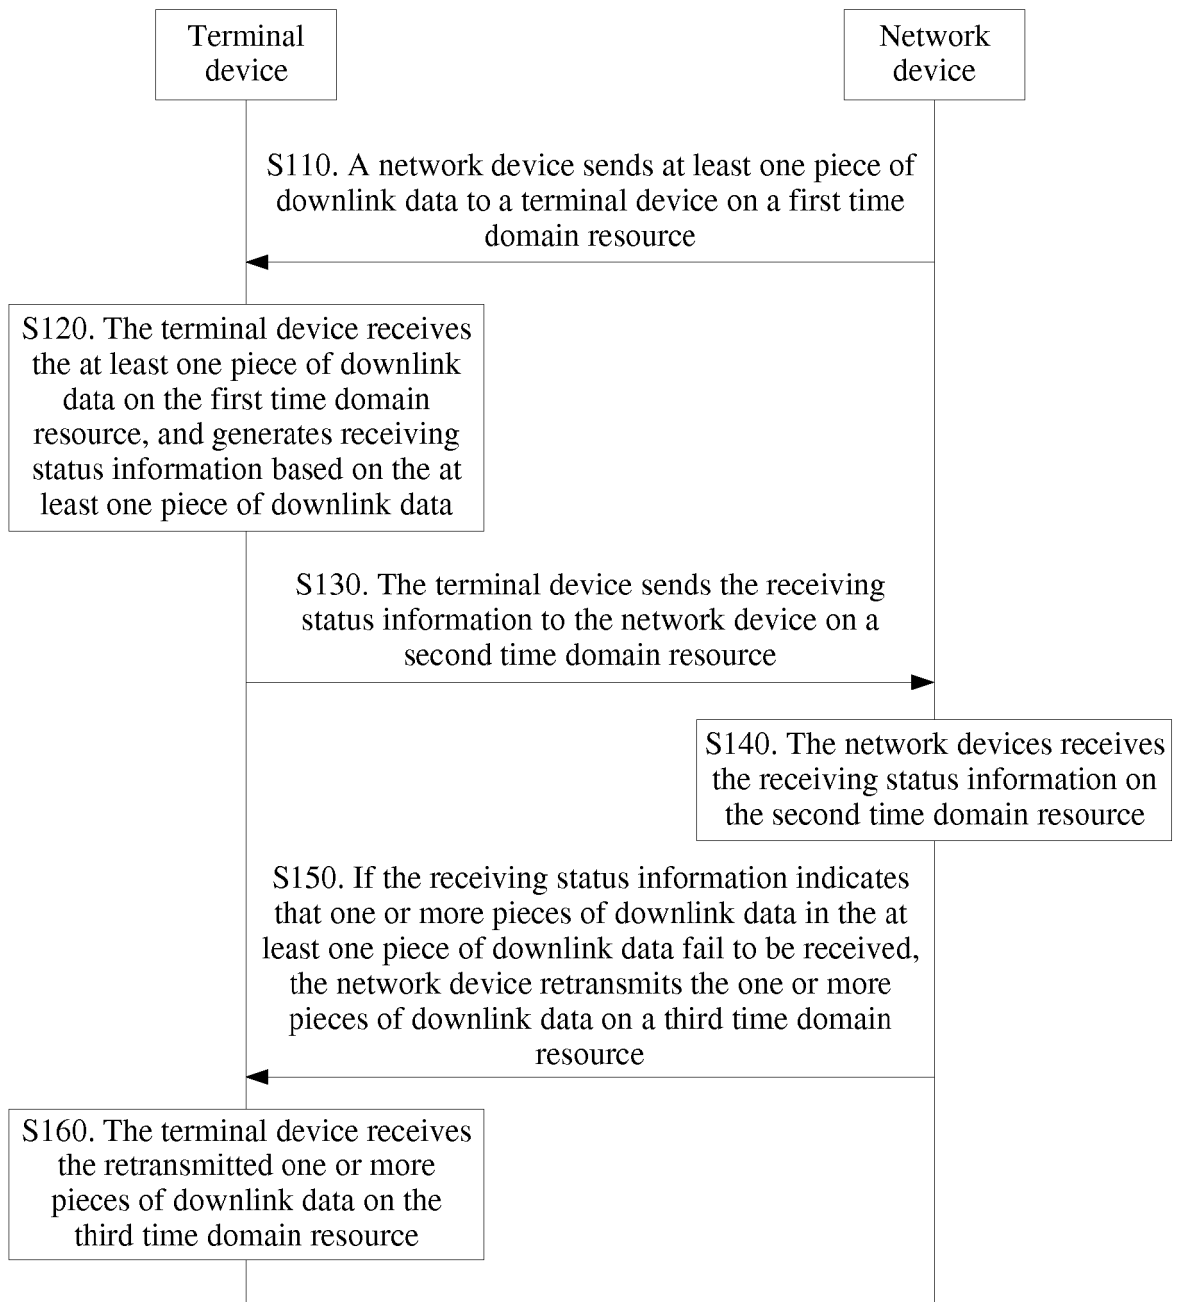 Terminal
device
Network
device
S110. A network device sends at least one piece of
downlink data to a terminal device on a first time
domain resource
S120. The terminal device receives
the at least one piece of downlink
data on the first time domain
resource, and generates receiving
status information based on the at
least one piece of downlink data
S130. The terminal device sends the receiving
status information to the network device on a
second time domain resource
S140. The network devices receives
the receiving status information on
the second time domain resource
S150. If the receiving status information indicates
that one or more pieces of downlink data in the at
least one piece of downlink data fail to be received,
the network device retransmits the one or more
pieces of downlink data on a third time domain
resource
S160. The terminal device receives
the retransmitted one or more
pieces of downlink data on the
third time domain resource